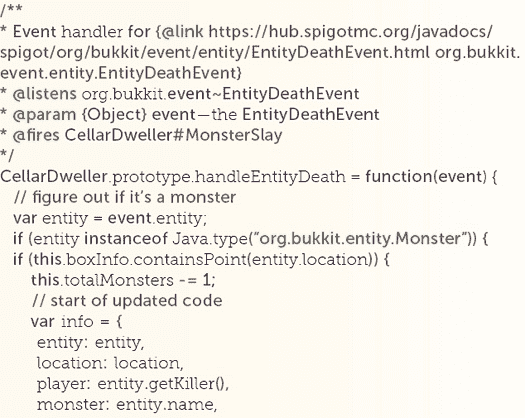 /**
* Event handler for {@link https://hub.spigotmc.org/javadocs/
spigot/org/bukkit/event/entity/EntityDeathEvent.html org.bukkit.
event.entity.EntityDeathEvent}
* @listens org.bukkit.event~EntityDeathEvent
* @param {Object} event—the EntityDeathEvent
* @fires CellarDweller#MonsterSlay
*/
CellarDweller.prototype.handleEntityDeath = function(event) {
// figure out if it's a monster
var entity = event.entity;
if (entity instanceof Java.type("org.bukkit.entity.Monster")) {
if (this.boxInfo.containsPoint(entity.location)) {
this.totalMonsters -= 1;
// start of updated code
var info = {
entity: entity,
location: location,
player: entity.getKiller(),
monster: entity.name,